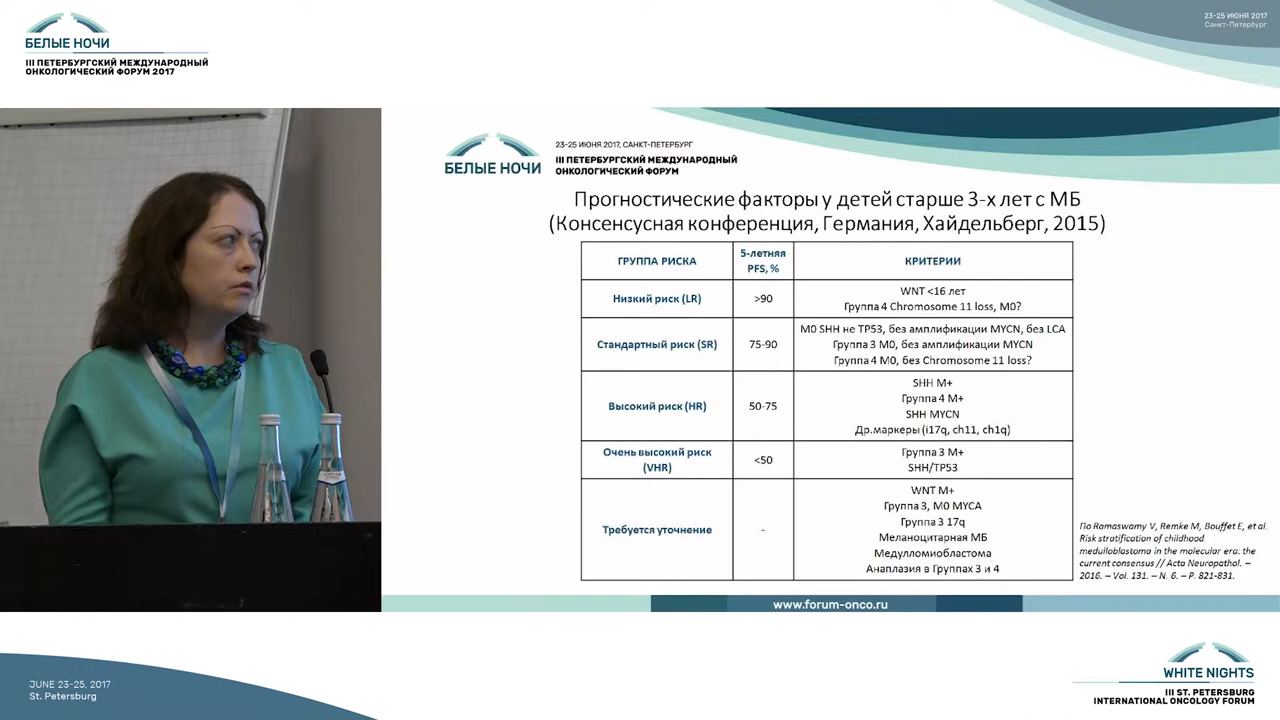 БЕЛЫЕ НОЧИ
III ПЕТЕРБУРГСКИЙ МЕЖДУНАРОДНЫЙ
ОНКОЛОГИЧЕСКИЙ ФОРУМ 2017
23-25 ИЮНЯ 2017
Санкт-Петербург
БЕЛЫЕ НОЧИ
23-25 ИЮНЯ 2017, САНКТ-ПЕТЕРБУРГ
III ПЕТЕРБУРГСКИЙ МЕЖДУНАРОДНЫЙ
ОНКОЛОГИЧЕСКИЙ ФОРУМ
Прогностические факторы у детей старше 3-х лет с МБ
(Консенсусная конференция, Германия, Хайдельберг, 2015)
ГРУППА РИСКА
5-летняя
PFS, %
КРИТЕРИИ
Низкий риск (LR)
>90
WNT <16 лет
Группа 4 Chromosome 11 loss, M0?
Стандартный риск (SR)
75-90
M0 SHH не TP53, без амплификации MYCN, без LCA
Группа 3 M0, без амплификации MYCN
Группа 4 M0, без Chromosome 11 loss?
Высокий риск (HR)
50-75
SHH M+
Группа 4 M+
SHH MYCN
Др.маркеры (i17q, ch11, ch1q)
Очень высокий риск
(VHR)
<50
Группа 3 M+
SHH/TP53
Требуется уточнение
-
WNT M+
Группа 3, M0 MYCA
Группа 3 17q
Меланоцитарная МБ
Медулломиобластома
Анаплазия в Группах 3 и 4
По Ramaswamy V, Remke M, Bouffet E, et al.
Risk stratification of childhood
medulloblastoma in the molecular era: the
current consensus // Acta Neuropathol. –
2016. – Vol. 131. – N. 6. – P. 821-831.
www.forum-onco.ru
JUNE 23-25, 2017
St. Petersburg
WHITE NIGHTS
III ST. PETERSBURG
INTERNATIONAL ONCOLOGY FORUM